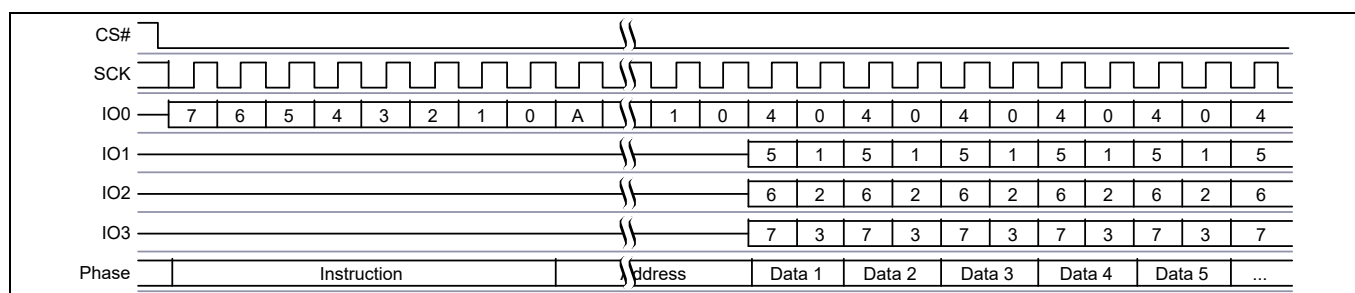 CS#
SCK
IO0 7 6 5 4 3 2 1 0 A 1 0 4 0 4 0 4 0 4 0 4 0 4
IO1 5 1 5 1 5 1 5 1 5 1 5
IO2 6 2 6 2 6 2 6 2 6 2 6
IO3 7 3 7 3 7 3 7 3 7 3 7
Phase Instruction Address Data 1 Data 2 Data 3 Data 4 Data 5 ...